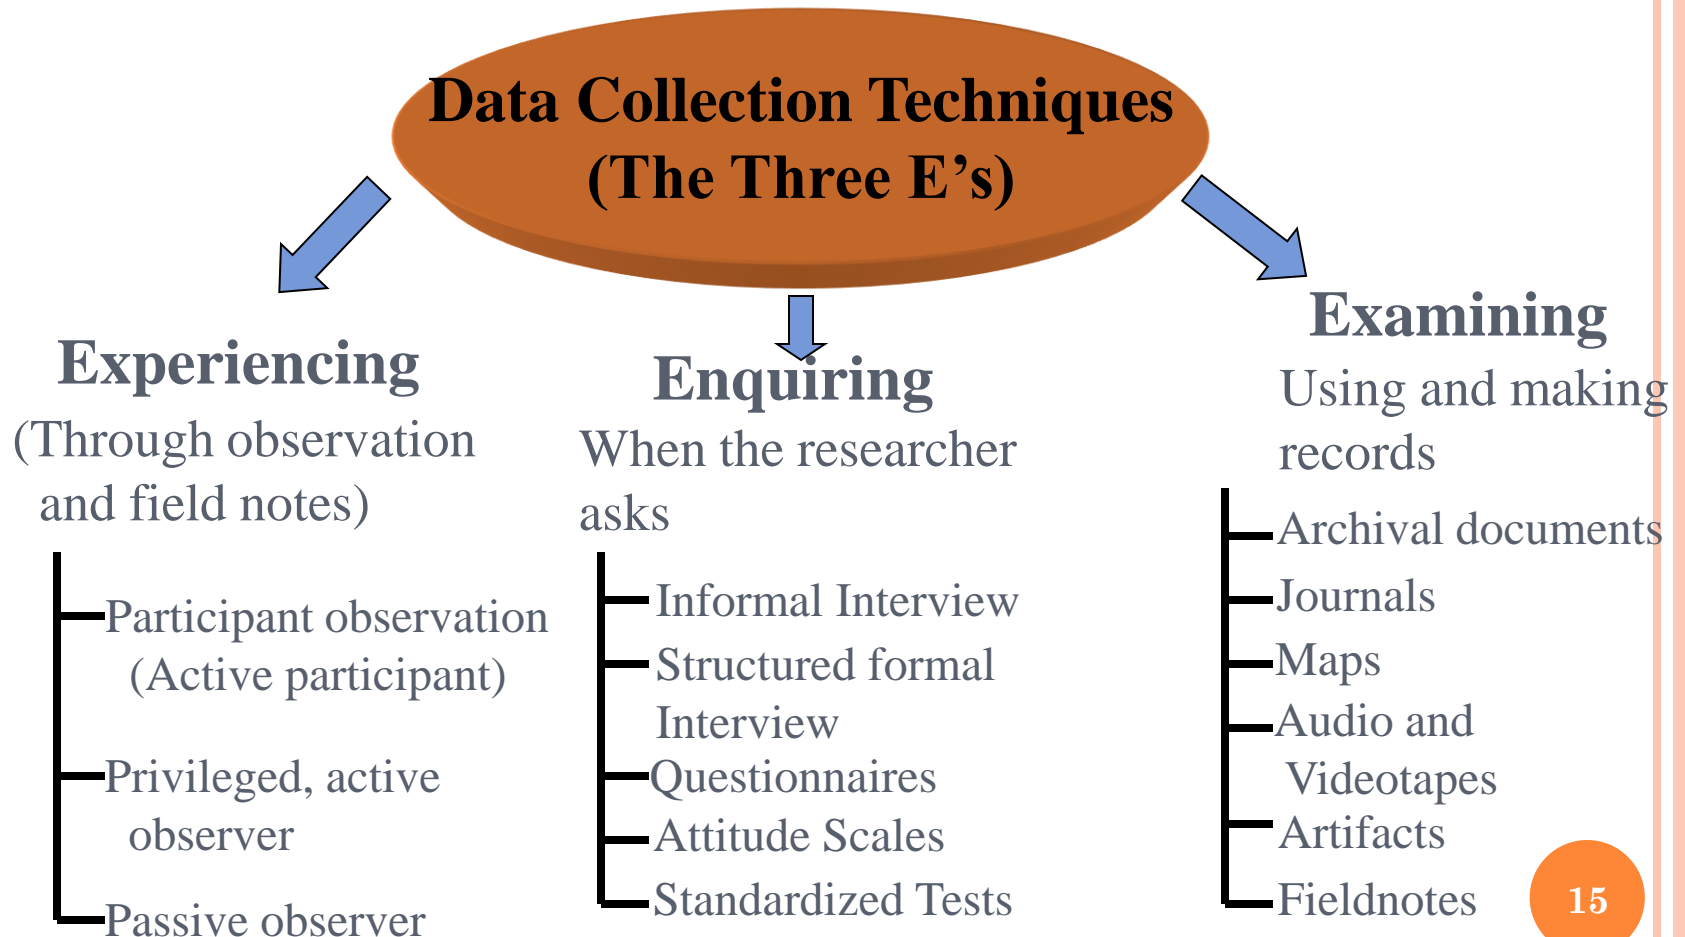 Data Collection Techniques
(The Three E’s)
Experiencing
(Through observation
and field notes)
Participant observation
(Active participant)
Privileged, active
observer
Passive observer
Enquiring
When the researcher
asks
Informal Interview
Structured formal
Interview
Questionnaires
Attitude Scales
Standardized Tests
Examining
Using and making
records
Archival documents
Journals
Maps
Audio and
Videotapes
Artifacts
Fieldnotes
15